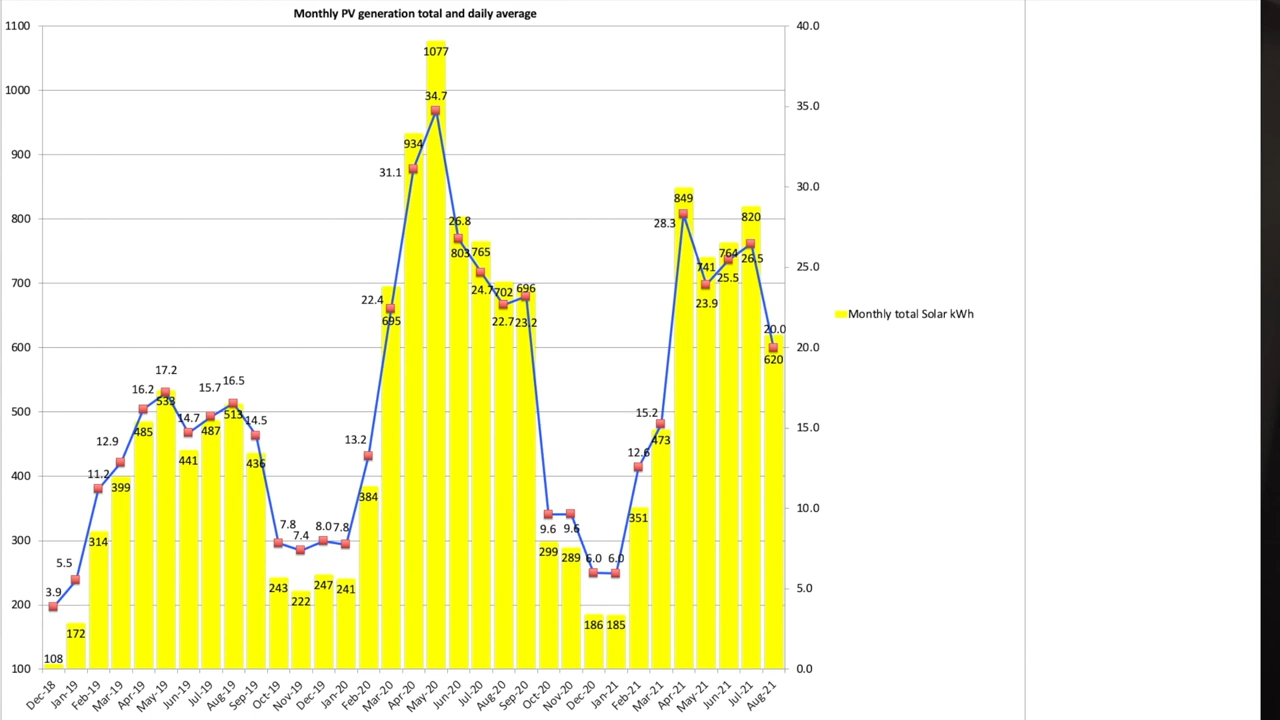 Monthly PV generation total and daily average
1100
1000
900
800
700
600
500
400
300
200
100
40.0
35.0
30.0
25.0
20.0
15.0
10.0
5.0
0.0
108
172
314
399
485
533
441
487
513
436
243
222
247
241
384
695
934
1077
803
765
702
696
299
289
186
185
351
473
849
741
764
820
620
3.9
5.5
11.2
12.9
16.2
17.2
14.7
15.7
16.5
14.5
7.8
7.4
8.0
7.8
13.2
22.4
31.1
34.7
26.8
24.7
22.7
23.2
9.6
9.6
6.0
6.0
12.6
15.2
28.3
23.9
25.5
26.5
20.0
Monthly total Solar kWh
Dec-18
Jan-19
Feb-19
Mar-19
Apr-19
May-19
Jun-19
Jul-19
Aug-19
Sep-19
Oct-19
Nov-19
Dec-19
Jan-20
Feb-20
Mar-20
Apr-20
May-20
Jun-20
Jul-20
Aug-20
Sep-20
Oct-20
Nov-20
Dec-20
Jan-21
Feb-21
Mar-21
Apr-21
May-21
Jun-21
Jul-21
Aug-21